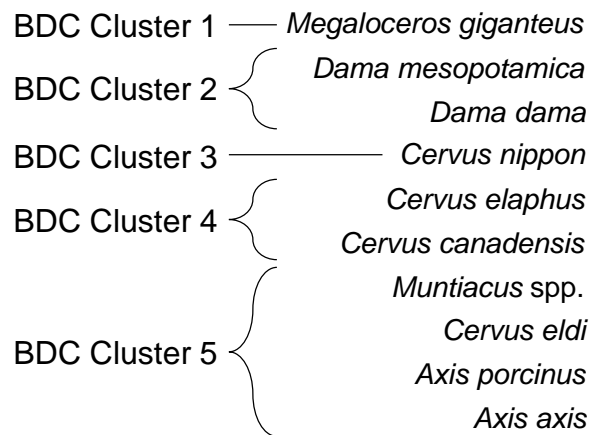 BDC Cluster 1 Megaloceros giganteus
BDC Cluster 2
Dama mesopotamica
Dama dama
BDC Cluster 3 Cervus nippon
BDC Cluster 4
Cervus elaphus
Cervus canadensis
BDC Cluster 5
Muntiacus spp.
Cervus eldi
Axis porcinus
Axis axis